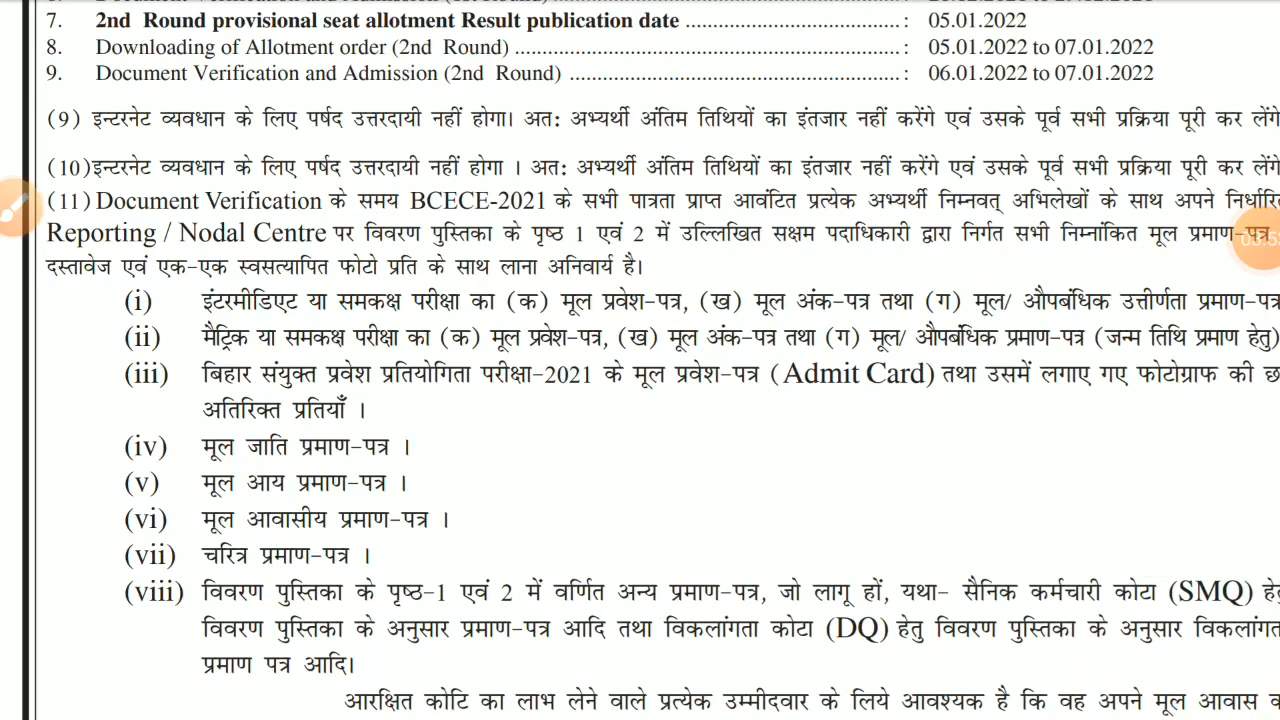 7. 2nd Round provisional seat allotment Result publication date : 05.01.2022
8. Downloading of Allotment order (2nd Round) : 05.01.2022 to 07.01.2022
9. Document Verification and Admission (2nd Round) : 06.01.2022 to 07.01.2022
(9) इन्टरनेट व्यवधान के लिए पर्षद उत्तरदायी नहीं होगा। अतः अभ्यर्थी अंतिम तिथियों का इंतजार नहीं करेंगे एवं उसके पूर्व सभी प्रक्रिया पूरी कर लेंगे
(10)इन्टरनेट व्यवधान के लिए पर्षद उत्तरदायी नहीं होगा । अतः अभ्यर्थी अंतिम तिथियों का इंतजार नहीं करेंगे एवं उसके पूर्व सभी प्रक्रिया पूरी कर लेंगे
(11) Document Verification के समय BCECE-2021 के सभी पात्रता प्राप्त आवंटित प्रत्येक अभ्यर्थी निम्नवत् अभिलेखों के साथ अपने
Reporting / Nodal Centre पर विवरण पुस्तिका के पृष्ठ 1 एवं 2 में उल्लिखित सक्षम पदाधिकारी द्वारा निर्गत सभी निम्नांकित मूल प्रमाण-पत्र
दस्तावेज एवं एक-एक स्वसत्यापित फोटो प्रति के साथ लाना अनिवार्य है।
(i) इंटरमीडिएट या समकक्ष परीक्षा का (क) मूल प्रवेश-पत्र, (ख) मूल अंक-पत्र तथा (ग) मूल/ औपबंधिक उत्तीर्णता प्रमाण-पत्र
(ii) मैट्रिक या समकक्ष परीक्षा का (क) मूल प्रवेश-पत्र, (ख) मूल अंक-पत्र तथा (ग) मूल/ औपबंधिक प्रमाण-पत्र (जन्म तिथि प्रमाण हेतु)
(iii) बिहार संयुक्त प्रवेश प्रतियोगिता परीक्षा-2021 के मूल प्रवेश-पत्र (Admit Card) तथा उसमें लगाए गए फोटोग्राफ की
अतिरिक्त प्रतियाँ ।
(iv) मूल जाति प्रमाण-पत्र ।
(v) मूल आय प्रमाण-पत्र ।
(vi) मूल आवासीय प्रमाण-पत्र ।
(vii) चरित्र प्रमाण-पत्र ।
(viii) विवरण पुस्तिका के पृष्ठ-1 एवं 2 में वर्णित अन्य प्रमाण-पत्र, जो लागू हों, यथा- सैनिक कर्मचारी कोटा (SMQ)
विवरण पुस्तिका के अनुसार प्रमाण-पत्र आदि तथा विकलांगता कोटा (DQ) हेतु विवरण पुस्तिका के अनुसार
प्रमाण पत्र आदि।
आरक्षित कोटि का लाभ लेने वाले प्रत्येक उम्मीदवार के लिये आवश्यक है कि वह अपने मूल आवास